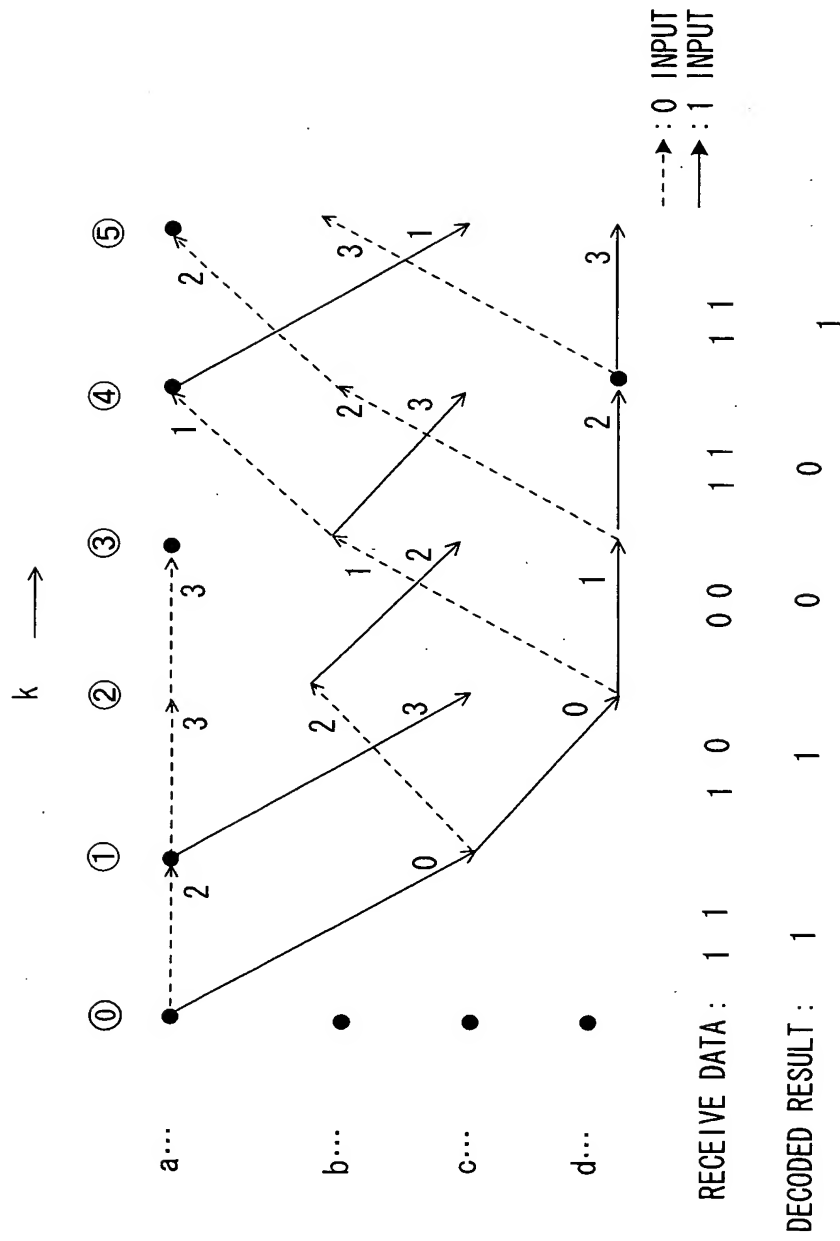 k →
⓪ ① ② ③ ④ ⑤
a···
2 3 3 1 2
b···
2 1 2 3
c···
0 3 2 3 1
d···
0 1 2 3
:0 INPUT
:1 INPUT
RECEIVE DATA: 1 1 1 0 0 0 1 1 1 1
DECODED RESULT: 1 1 0 0 1